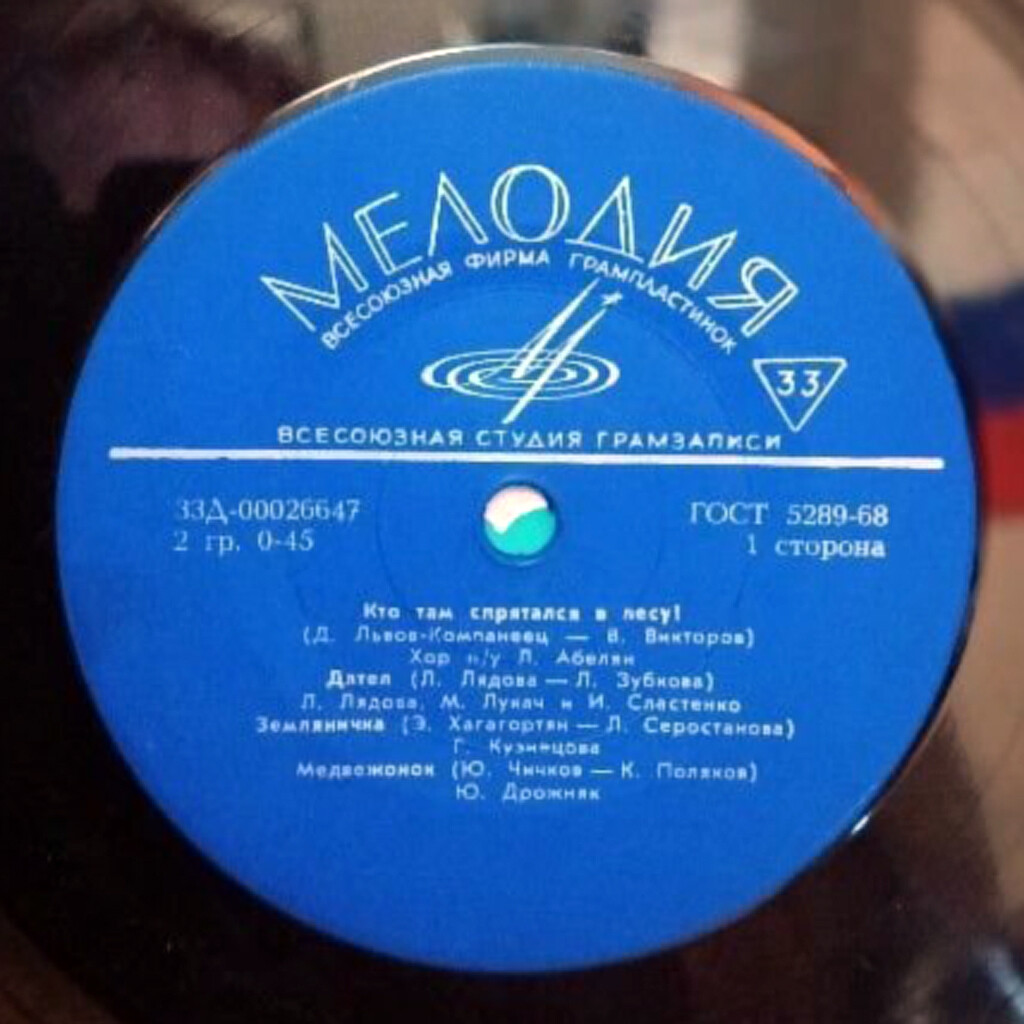 МЕЛОДИЯ
ВСЕСОЮЗНАЯ ФИРМА ГРАМПЛАСТИНОК
33
ВСЕСОЮЗНАЯ СТУДИЯ ГРАМЗАПИСИ
33Д-00026647
ГОСТ 5289-68
2 гр. 0-45
1 сторона
Кто там спрятался в лесу!
(Д. Львов-Компанеец — В. Викторов)
Хор п/у Л. Абелян
Дятел (Л. Лядова — Л. Зубкова)
Л. Лядова, М. Лукач и И. Сластенко
Земляничка (Э. Хагагортян — Л. Серостанова)
Г. Кузнецова
Медвежонок (Ю. Чичков — К. Поляков)
Ю. Дрожняк